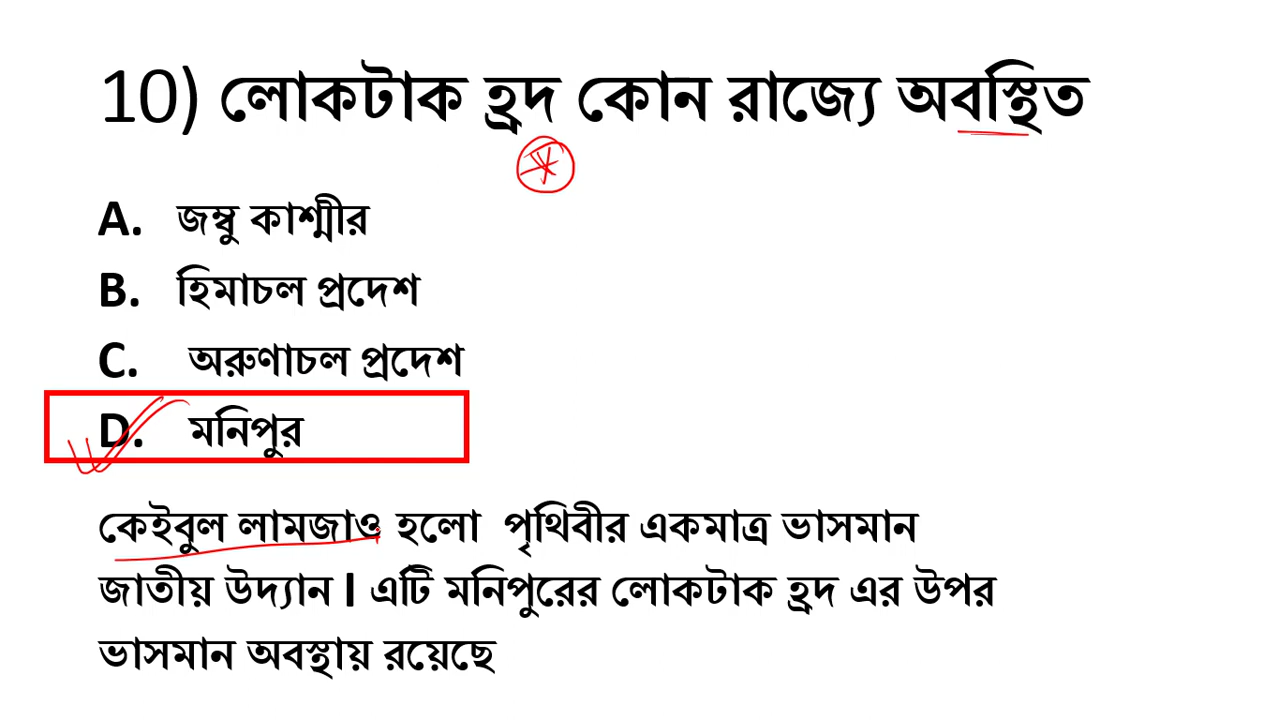 10) লোকটাক হ্রদ কোন রাজ্যে অবস্থিত
A. জম্বু কাশ্মীর
B. হিমাচল প্রদেশ
C. অরুণাচল প্রদেশ
D. মনিপুর
কেইবুল লামজাও হলো পৃথিবীর একমাত্র ভাসমান
জাতীয় উদ্যান l এটি মনিপুরের লোকটাক হ্রদ এর উপর
ভাসমান অবস্থায় রয়েছে